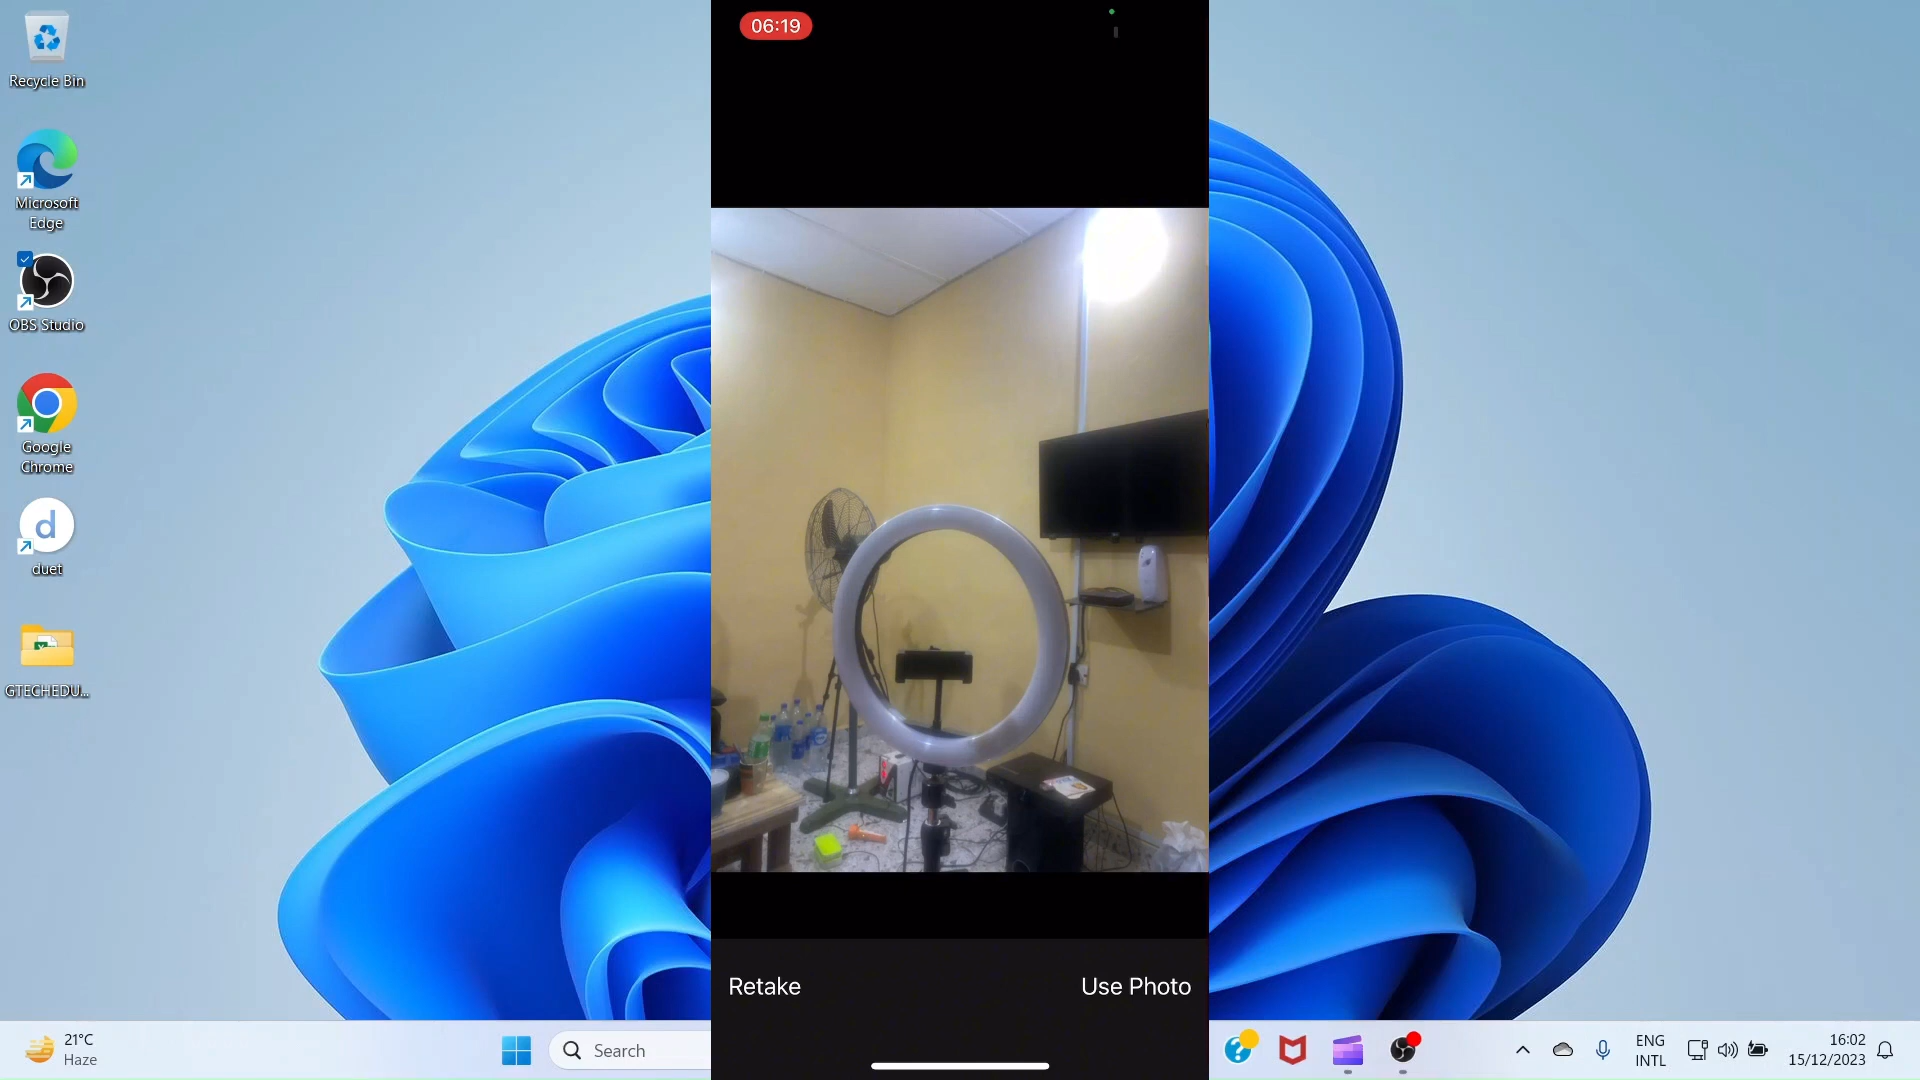 Recycle Bin
Microsoft
Edge
OBS Studio
Google
Chrome
d
duet
GTECHEDU...
06:19
Retake
Use Photo
21°C
Haze
Search
ENG
INTL
16:02
15/12/2023